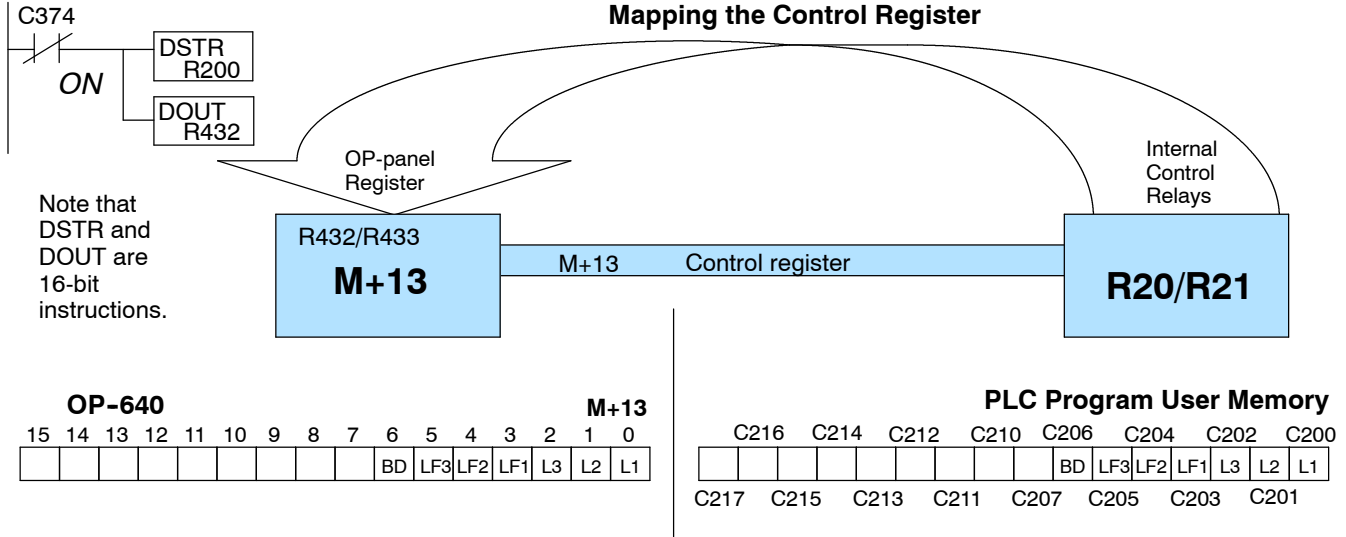 C374
Mapping the Control Register
DSTR
R200
ON
DOUT
R432
OP-panel
Register
Internal
Control
Relays
Note that
DSTR and
DOUT are
16-bit
instructions.
R432/R433
M+13
M+13 Control register
R20/R21
OP-640 M+13
15 14 13 12 11 10 9 8 7 6 5 4 3 2 1 0
BD LF3 LF2 LF1 L3 L2 L1
PLC Program User Memory
C216 C214 C212 C210 C206 C204 C202 C200
BD LF3 LF2 LF1 L3 L2 L1
C217 C215 C213 C211 C207 C205 C203 C201